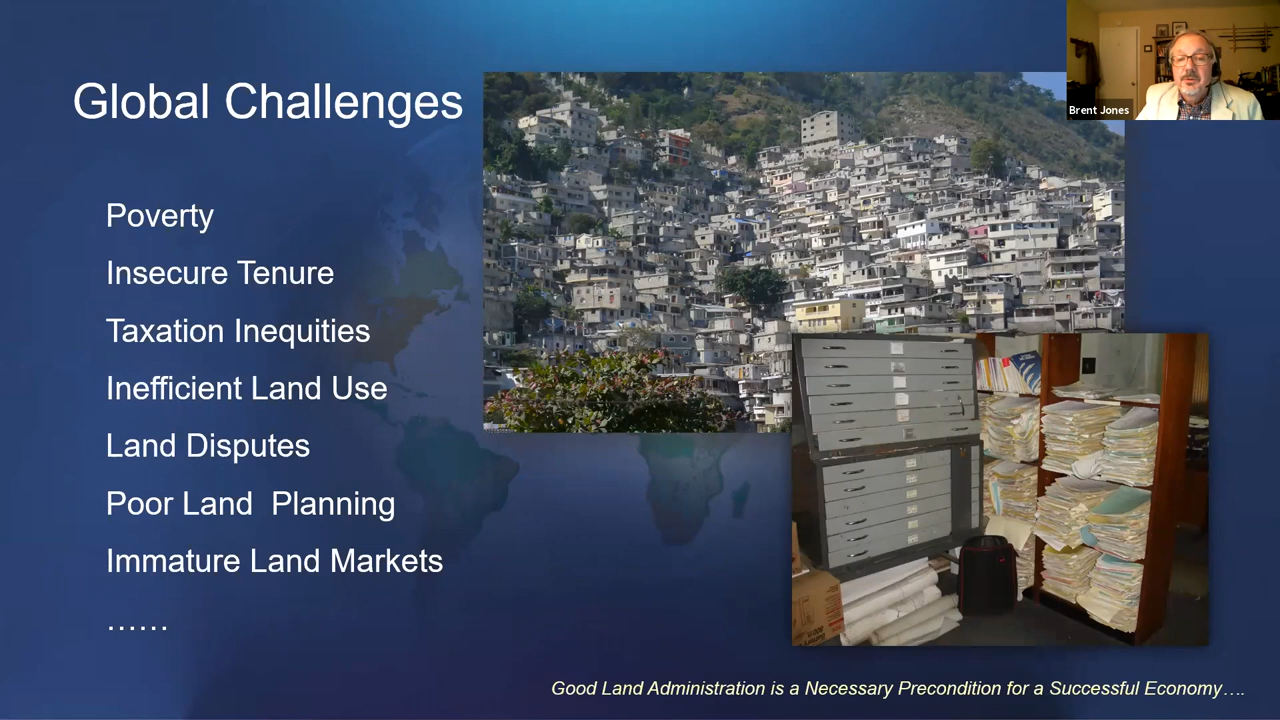 Global Challenges
Brent Jones
Poverty
Insecure Tenure
Taxation Inequities
Inefficient Land Use
Land Disputes
Poor Land  Planning
Immature Land Markets
……
Good Land Administration is a Necessary Precondition for a Successful Economy….